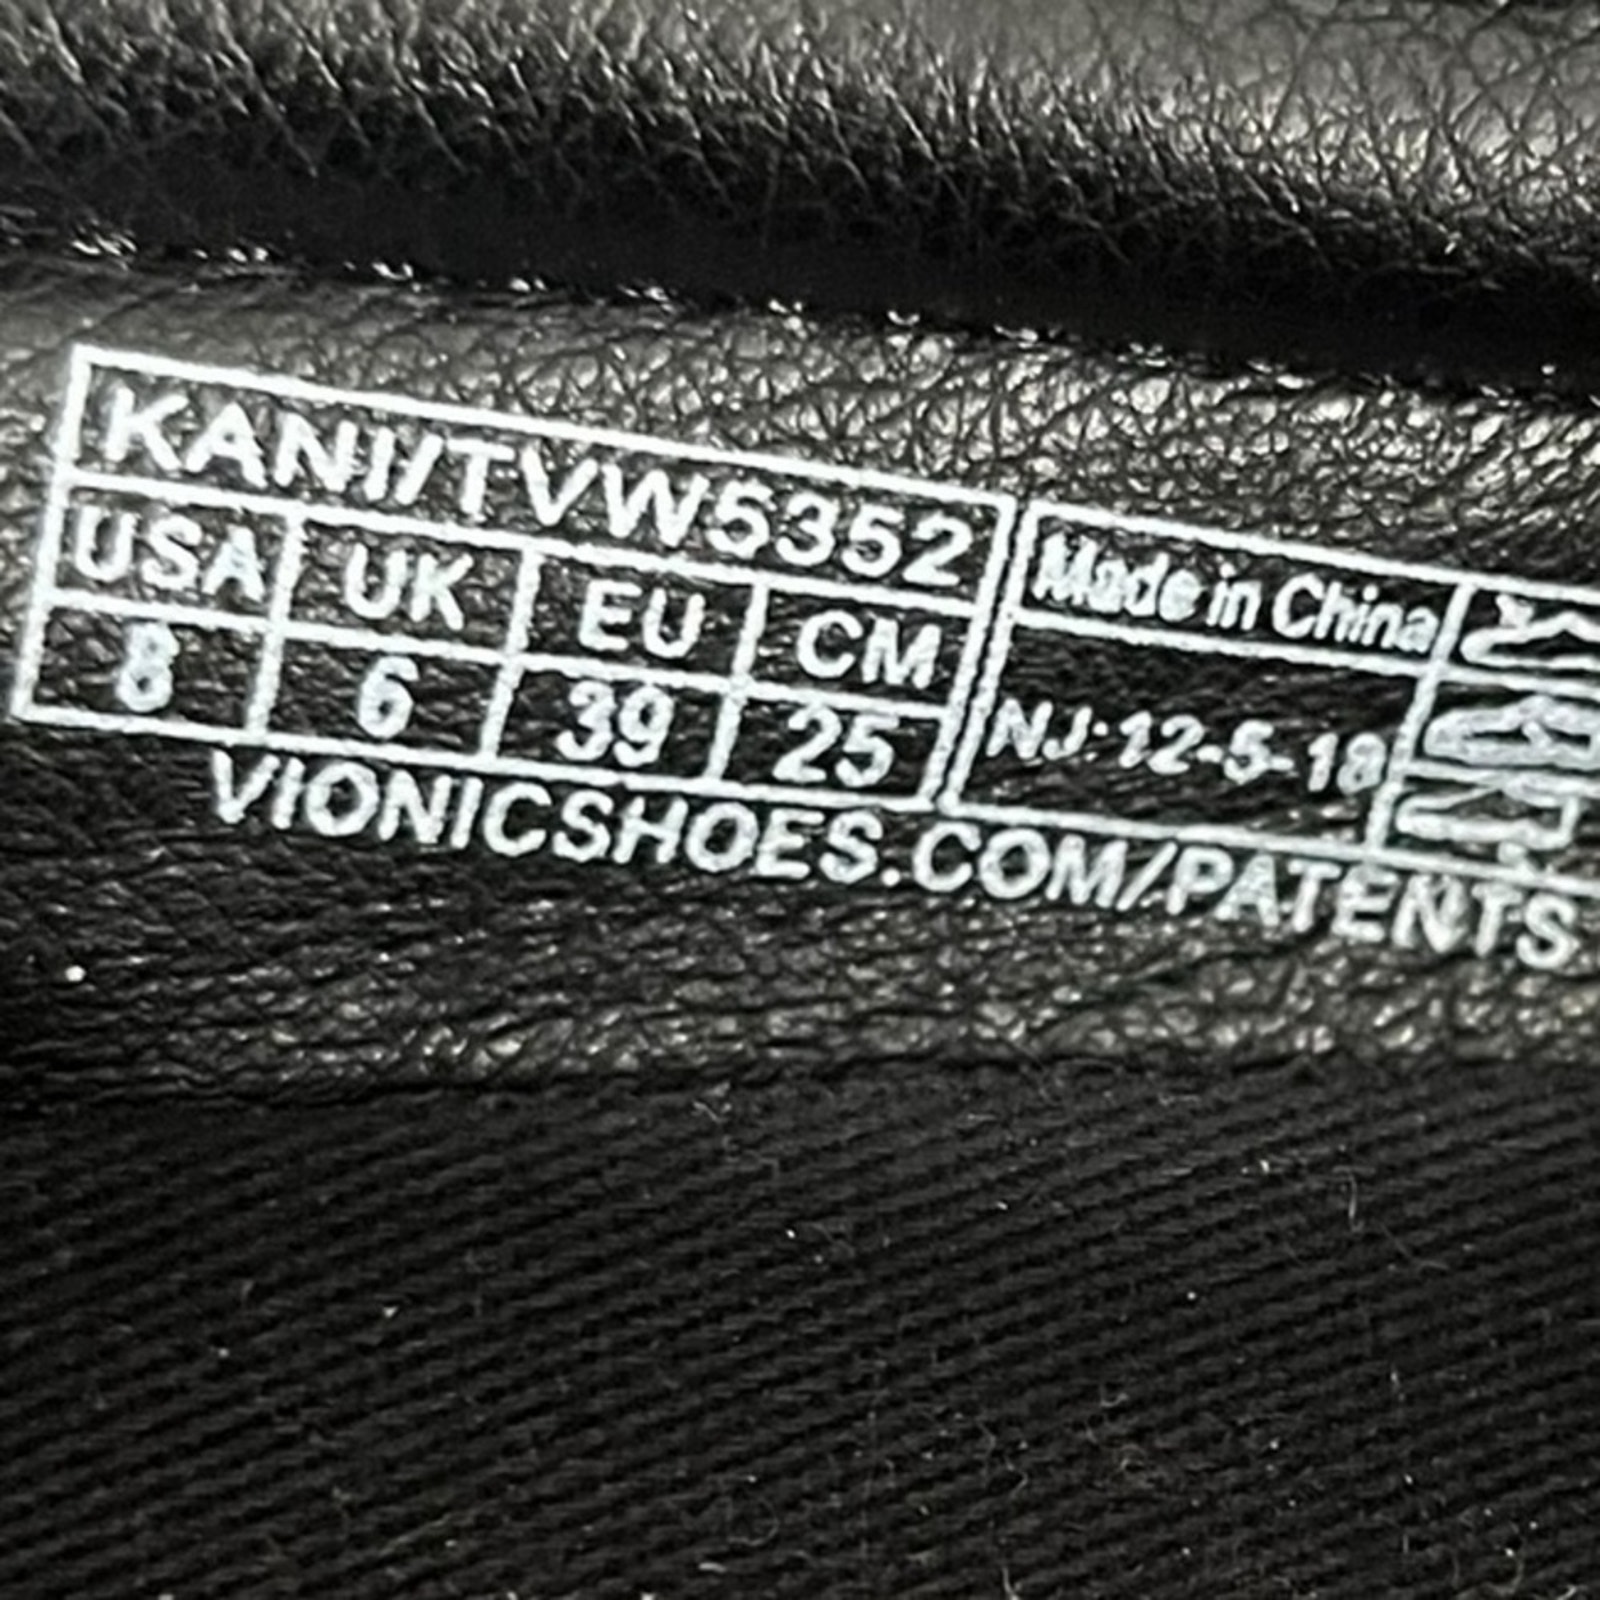 KANI/TVW5352
USA UK EU CM
8 6 39 25
Made in China
NJ:12-5-18
VIONICSHOES.COM/PATENTS